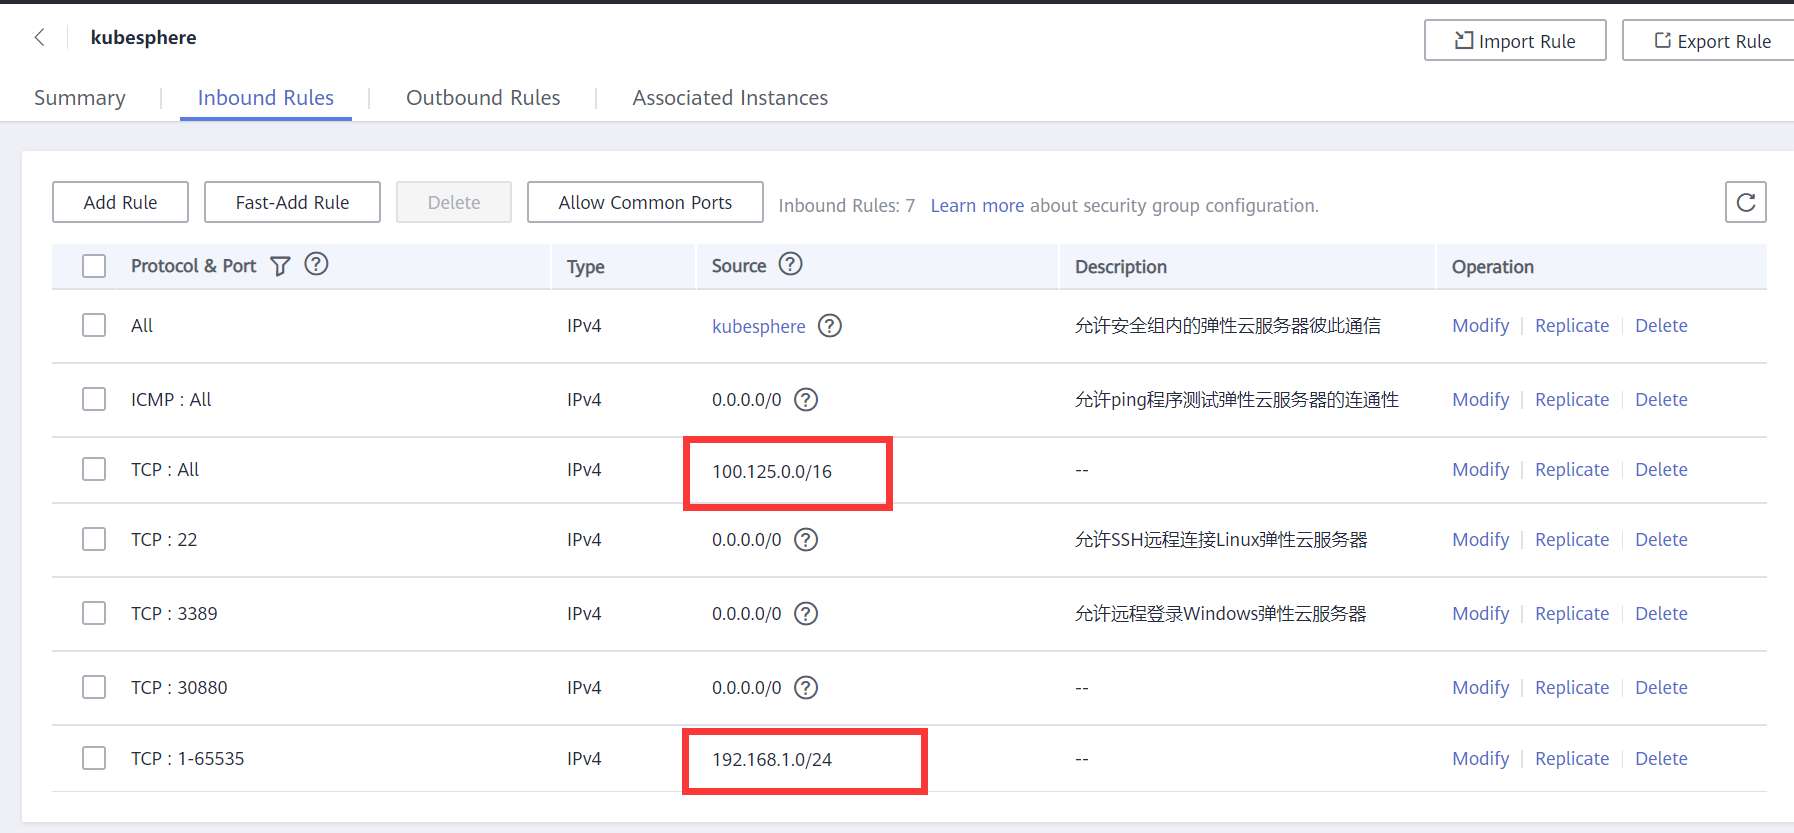 kubesphere
Import Rule
Export Rule
Summary
Inbound Rules
Outbound Rules
Associated Instances
Add Rule
Fast-Add Rule
Delete
Allow Common Ports
Inbound Rules: 7 Learn more about security group configuration.
Protocol & Port Type Source Description Operation
All IPv4 kubesphere 允许安全组内的弹性云服务器彼此通信 Modify Replicate Delete
ICMP : All IPv4 0.0.0.0/0 允许ping程序测试弹性云服务器的连通性 Modify Replicate Delete
TCP : All IPv4 100.125.0.0/16 -- Modify Replicate Delete
TCP : 22 IPv4 0.0.0.0/0 允许SSH远程连接Linux弹性云服务器 Modify Replicate Delete
TCP : 3389 IPv4 0.0.0.0/0 允许远程登录Windows弹性云服务器 Modify Replicate Delete
TCP : 30880 IPv4 0.0.0.0/0 -- Modify Replicate Delete
TCP : 1-65535 IPv4 192.168.1.0/24 -- Modify Replicate Delete